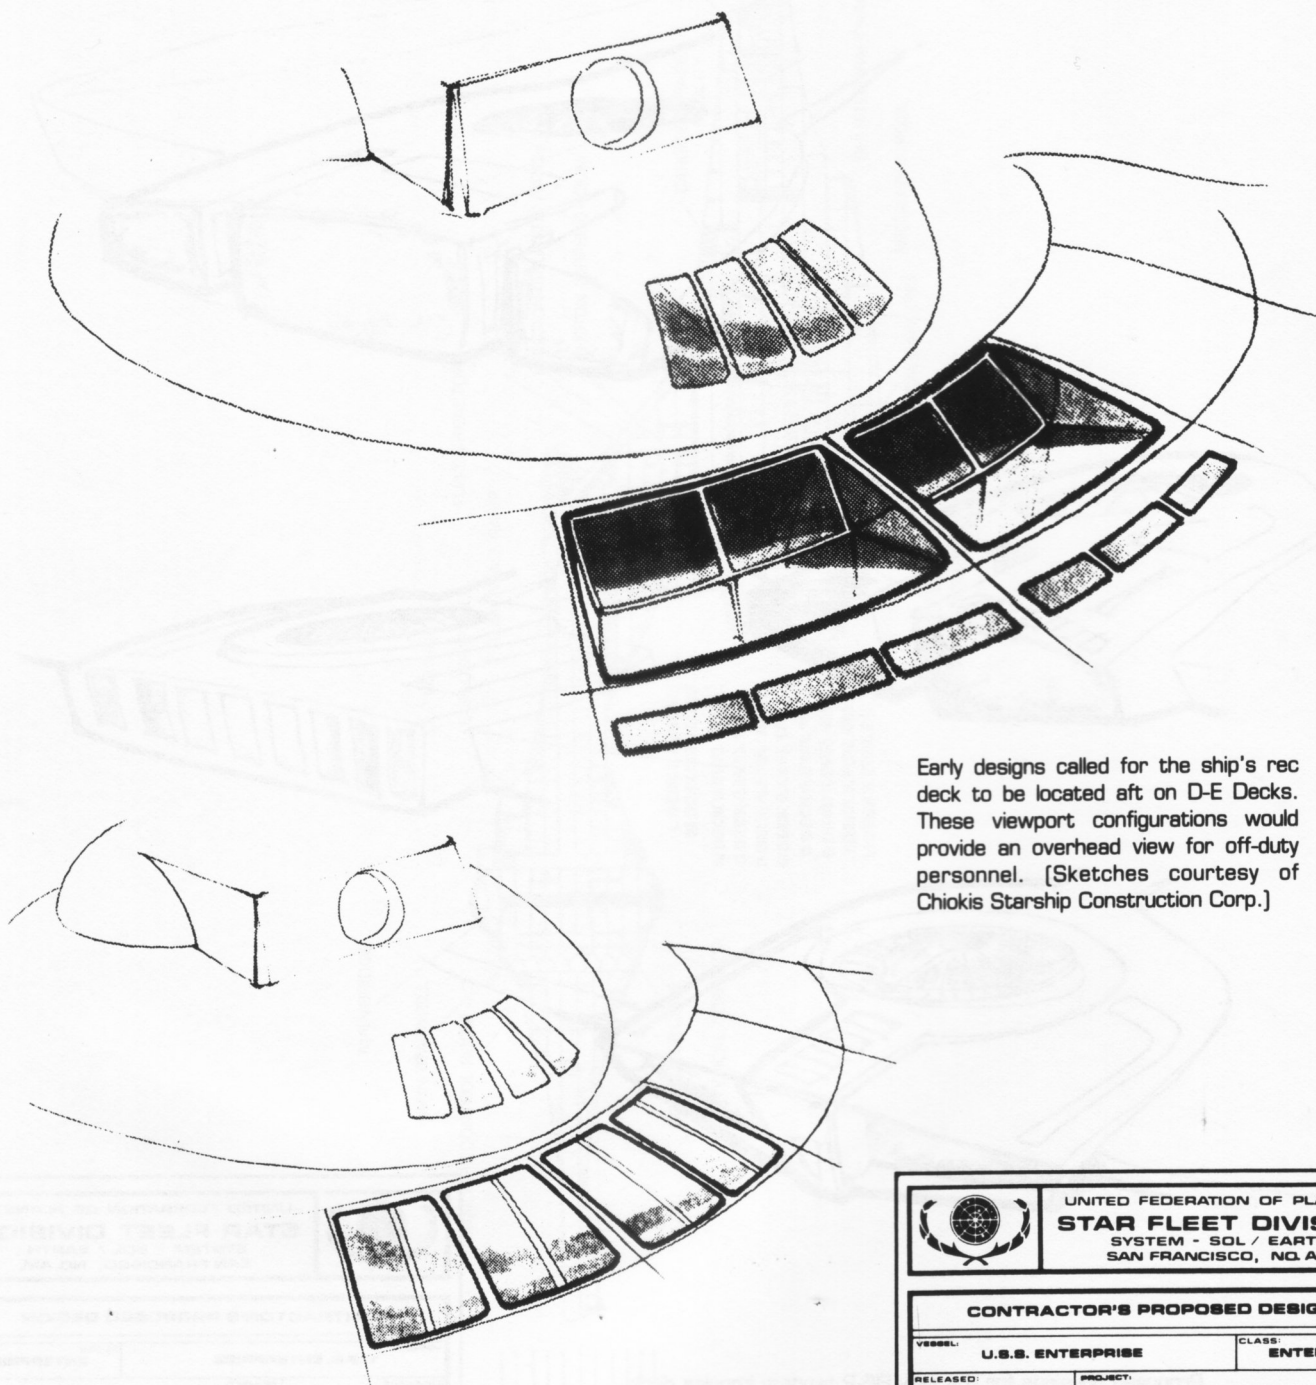 Early designs called for the ship's rec
deck to be located aft on D-E Decks.
These viewport configurations would
provide an overhead view for off-duty
personnel. [Sketches courtesy of
Chiokis Starship Construction Corp.]
UNITED FEDERATION OF
STAR FLEET
SYSTEM - SOL / EART
SAN FRANCISCO, NO. A
CONTRACTOR'S PROPOSED DESIG
VESSEL:
U.S.S. ENTERPRISE
CLASS:
ENTE
RELEASED:
PROJECT: